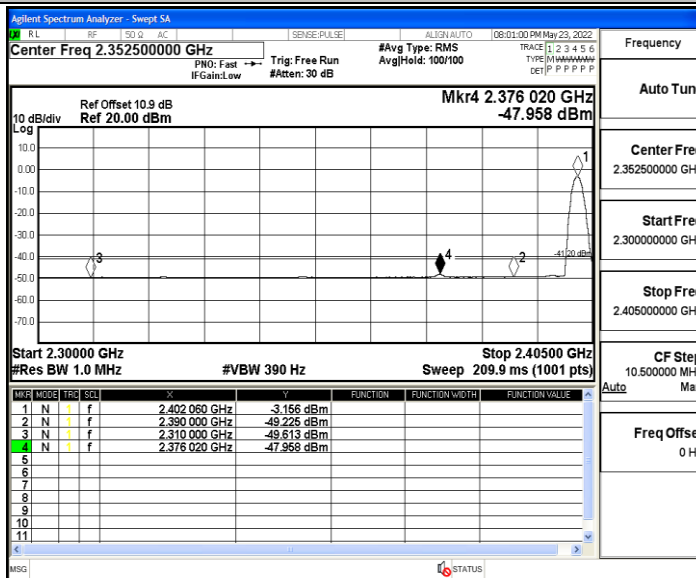 Agilent Spectrum Analyzer - Swept SA
LXI RL RF 50 Ω AC SENSE:PULSE ALIGN AUTO 08:01:00 PM May 23, 2022
Center Freq 2.352500000 GHz
PNO: Fast
IFGain:Low
Trig: Free Run
#Atten: 30 dB
#Avg Type: RMS
Avg|Hold: 100/100
TRACE 1 2 3 4 5 6
TYPE M WWWWW
DET P P P P P P
Ref Offset 10.9 dB
10 dB/div Ref 20.00 dBm
Log
Mkr4 2.376 020 GHz
-47.958 dBm
10.0
0.00
-10.0
-20.0
-30.0
-40.0
-50.0
-60.0
-70.0
1
2
3
4
-41.20 dBm
Start 2.30000 GHz Stop 2.40500 GHz
#Res BW 1.0 MHz #VBW 390 Hz Sweep 209.9 ms (1001 pts)
MKR MODE TRC SCL X Y FUNCTION FUNCTION WIDTH FUNCTION VALUE
1 N 1 f 2.402 060 GHz -3.156 dBm
2 N 1 f 2.390 000 GHz -49.225 dBm
3 N 1 f 2.310 000 GHz -49.613 dBm
4 N 1 f 2.376 020 GHz -47.958 dBm
5
6
7
8
9
10
11
MSG STATUS
Frequency
Auto Tun
Center Fre
2.352500000 GH
Start Fre
2.300000000 GH
Stop Fre
2.405000000 GH
CF Step
10.500000 MH
Auto Ma
Freq Offse
0 H